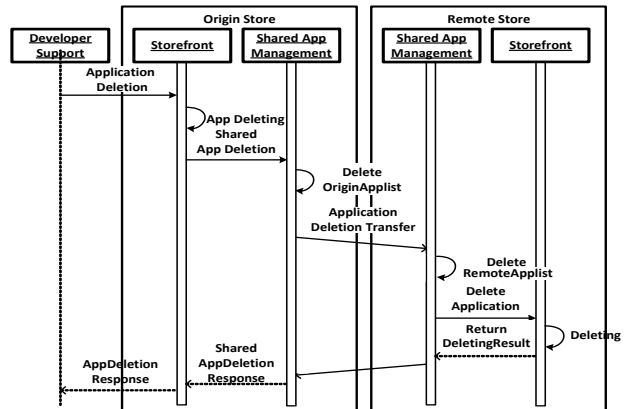 Origin Store
Remote Store
Developer
Support
Storefront
Shared App
Management
Shared App
Management
Storefront
Application
Deletion
App Deleting
Shared
App Deletion
Delete
OriginApplist
Application
Deletion Transfer
Delete
RemoteApplist
Delete
Application
Return
DeletingResult
Deleting
Shared
AppDeletion
Response
AppDeletion
Response